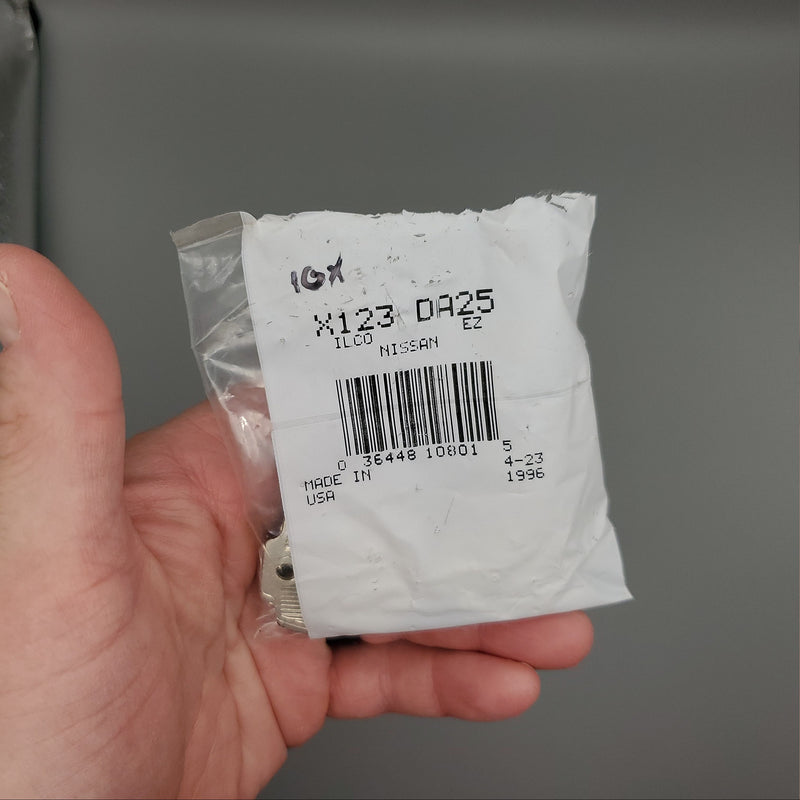 10X
X123 DA25
ILCO EZ
NISSAN
0 36448 10801 5
MADE IN 4-23
USA 1996